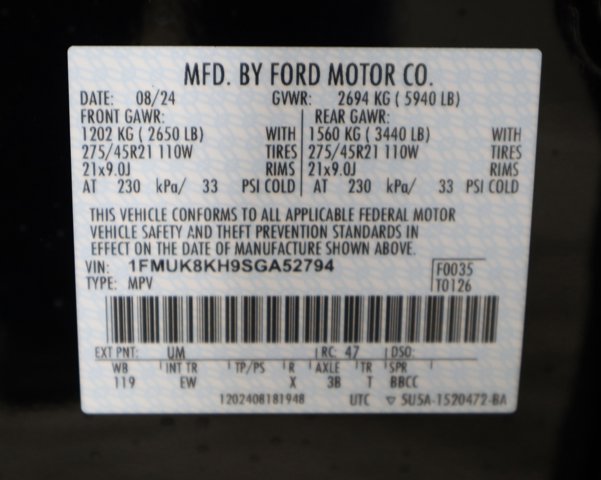 MFD. BY FORD MOTOR CO.
DATE: 08/24 GVWR: 2694 KG ( 5940 LB)
FRONT GAWR: REAR GAWR:
1202 KG ( 2650 LB) WITH 1560 KG ( 3440 LB) WITH
275/45R21 110W TIRES 275/45R21 110W TIRES
21x9.0J RIMS 21x9.0J RIMS
AT 230 kPa/ 33 PSI COLD AT 230 kPa/ 33 PSI COLD
THIS VEHICLE CONFORMS TO ALL APPLICABLE FEDERAL MOTOR
VEHICLE SAFETY AND THEFT PREVENTION STANDARDS IN
EFFECT ON THE DATE OF MANUFACTURE SHOWN ABOVE.
VIN: 1FMUK8KH9SGA52794 F0035
TYPE: MPV T0126
EXT PNT: UM RC: 47 DSO:
WB INT TR TP/PS R AXLE TR SPR
119 EW X 3B T BBCC
1202408181948 UTC ▽ SU5A-1520472-BA